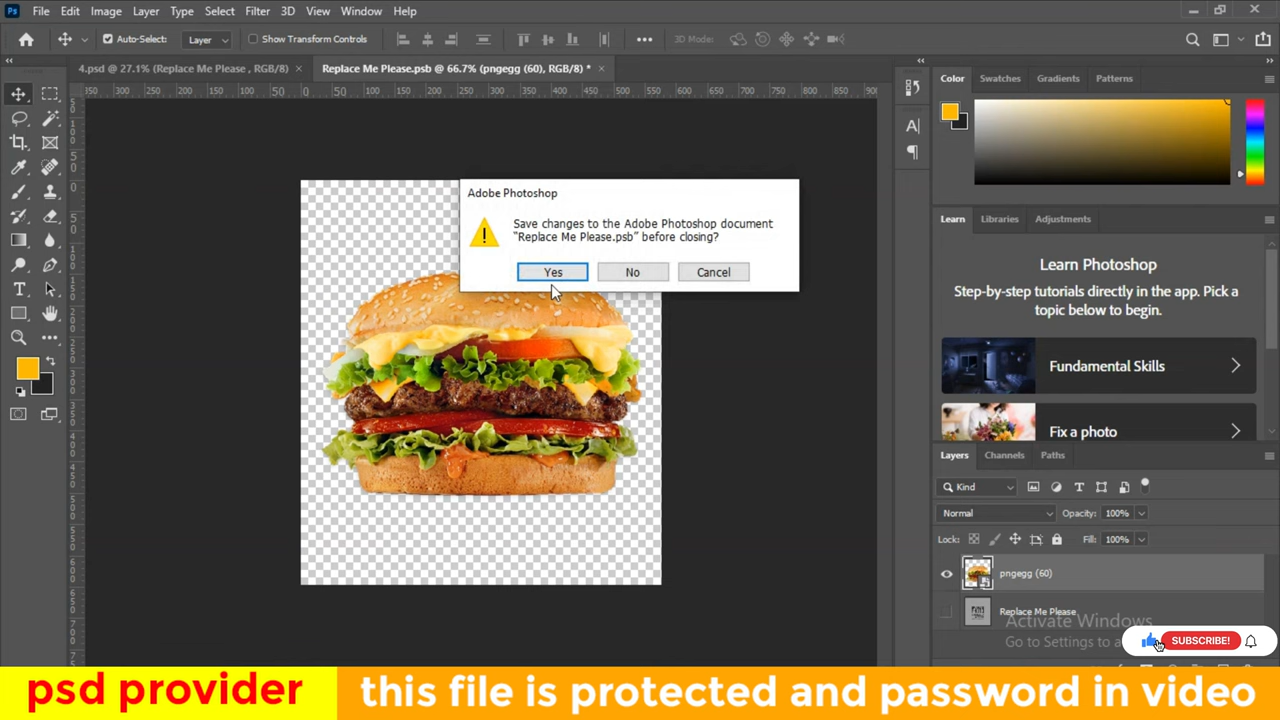 Ps File Edit Image Layer Type Select Filter 3D View Window Help
Auto-Select: Layer Show Transform Controls 3D Mode:
4.psd @ 27.1% (Replace Me Please , RGB/8) × Replace Me Please.psb @ 66.7% (pngegg (60), RGB/8) * ×
Color Swatches Gradients Patterns
Adobe Photoshop
Save changes to the Adobe Photoshop document
“Replace Me Please.psb” before closing?
Yes No Cancel
Learn Libraries Adjustments
Learn Photoshop
Step-by-step tutorials directly in the app. Pick a
topic below to begin.
Fundamental Skills
Fix a photo
Layers Channels Paths
Kind
Normal Opacity: 100%
Lock: Fill: 100%
pngegg (60)
Replace Me Please
Activate Windows
Go to Settings to
SUBSCRIBE!
psd provider
this file is protected and password in video